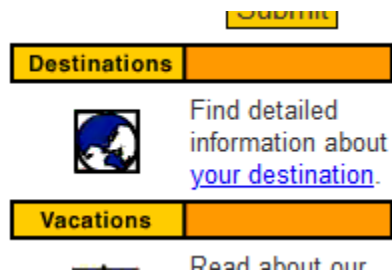 Submit
Destinations
Find detailed
information about
your destination.
Vacations
Read about our